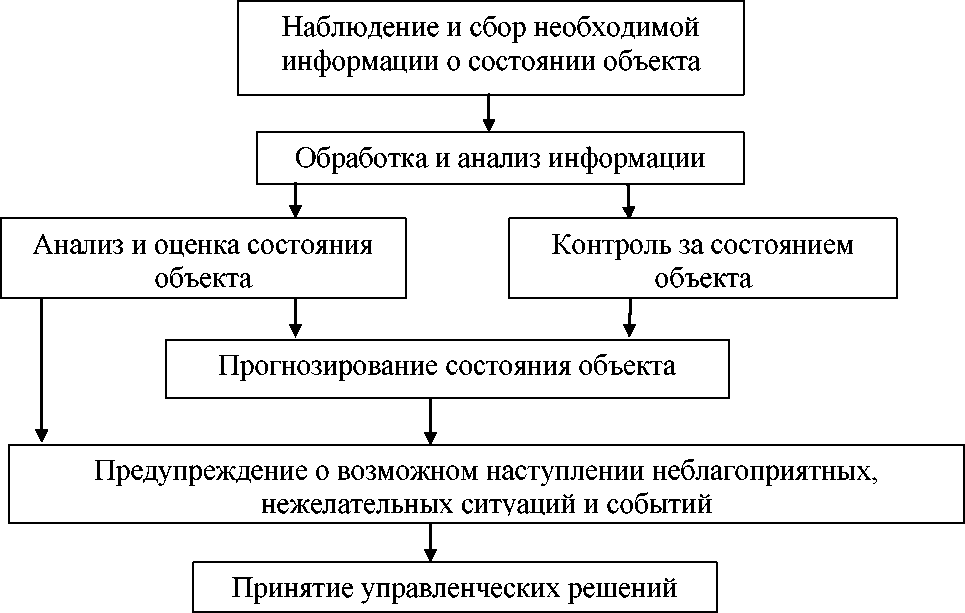 Наблюдение и сбор необходимой
информации о состоянии объекта
Обработка и анализ информации
Анализ и оценка состояния
объекта
Контроль за состоянием
объекта
Прогнозирование состояния объекта
Предупреждение о возможном наступлении неблагоприятных,
нежелательных ситуаций и событий
Принятие управленческих решений